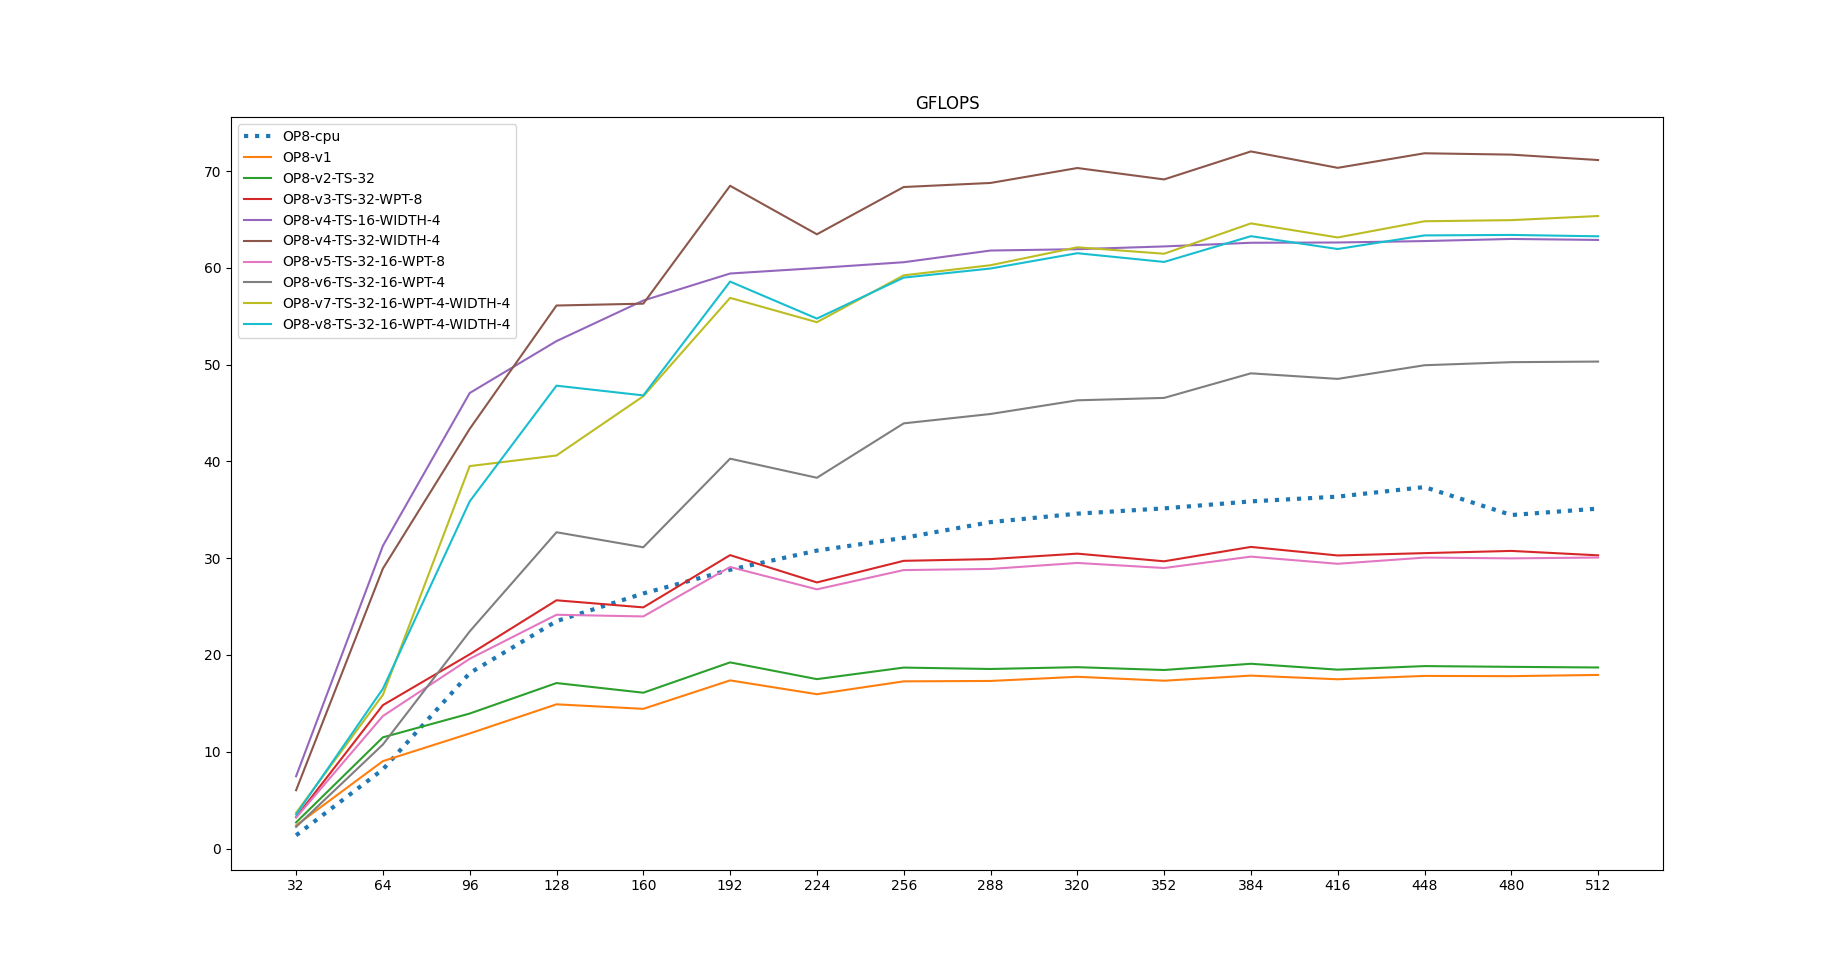 GFLOPS
OP8-cpu
OP8-v1
OP8-v2-TS-32
OP8-v3-TS-32-WPT-8
OP8-v4-TS-16-WIDTH-4
OP8-v4-TS-32-WIDTH-4
OP8-v5-TS-32-16-WPT-8
OP8-v6-TS-32-16-WPT-4
OP8-v7-TS-32-16-WPT-4-WIDTH-4
OP8-v8-TS-32-16-WPT-4-WIDTH-4
70
60
50
40
30
20
10
0
32 64 96 128 160 192 224 256 288 320 352 384 416 448 480 512